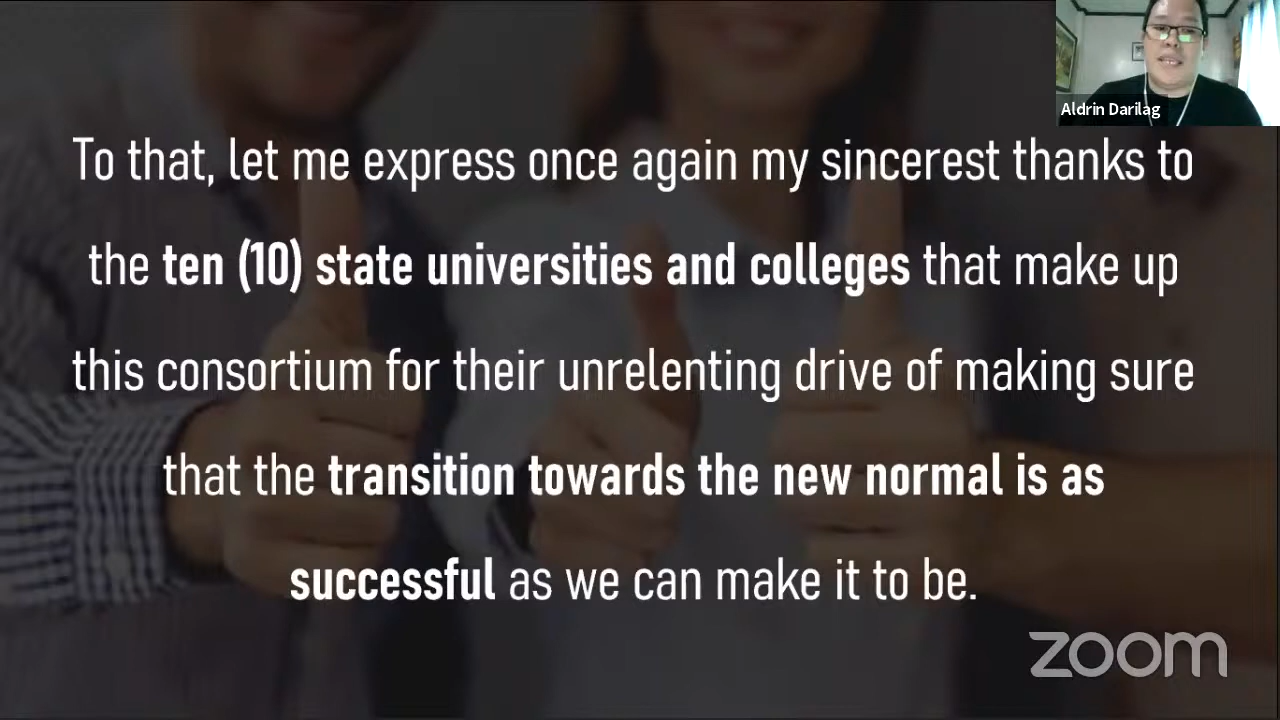 Aldrin Darilag
To that, let me express once again my sincerest thanks to
the ten (10) state universities and colleges that make up
this consortium for their unrelenting drive of making sure
that the transition towards the new normal is as
successful as we can make it to be.
zoom